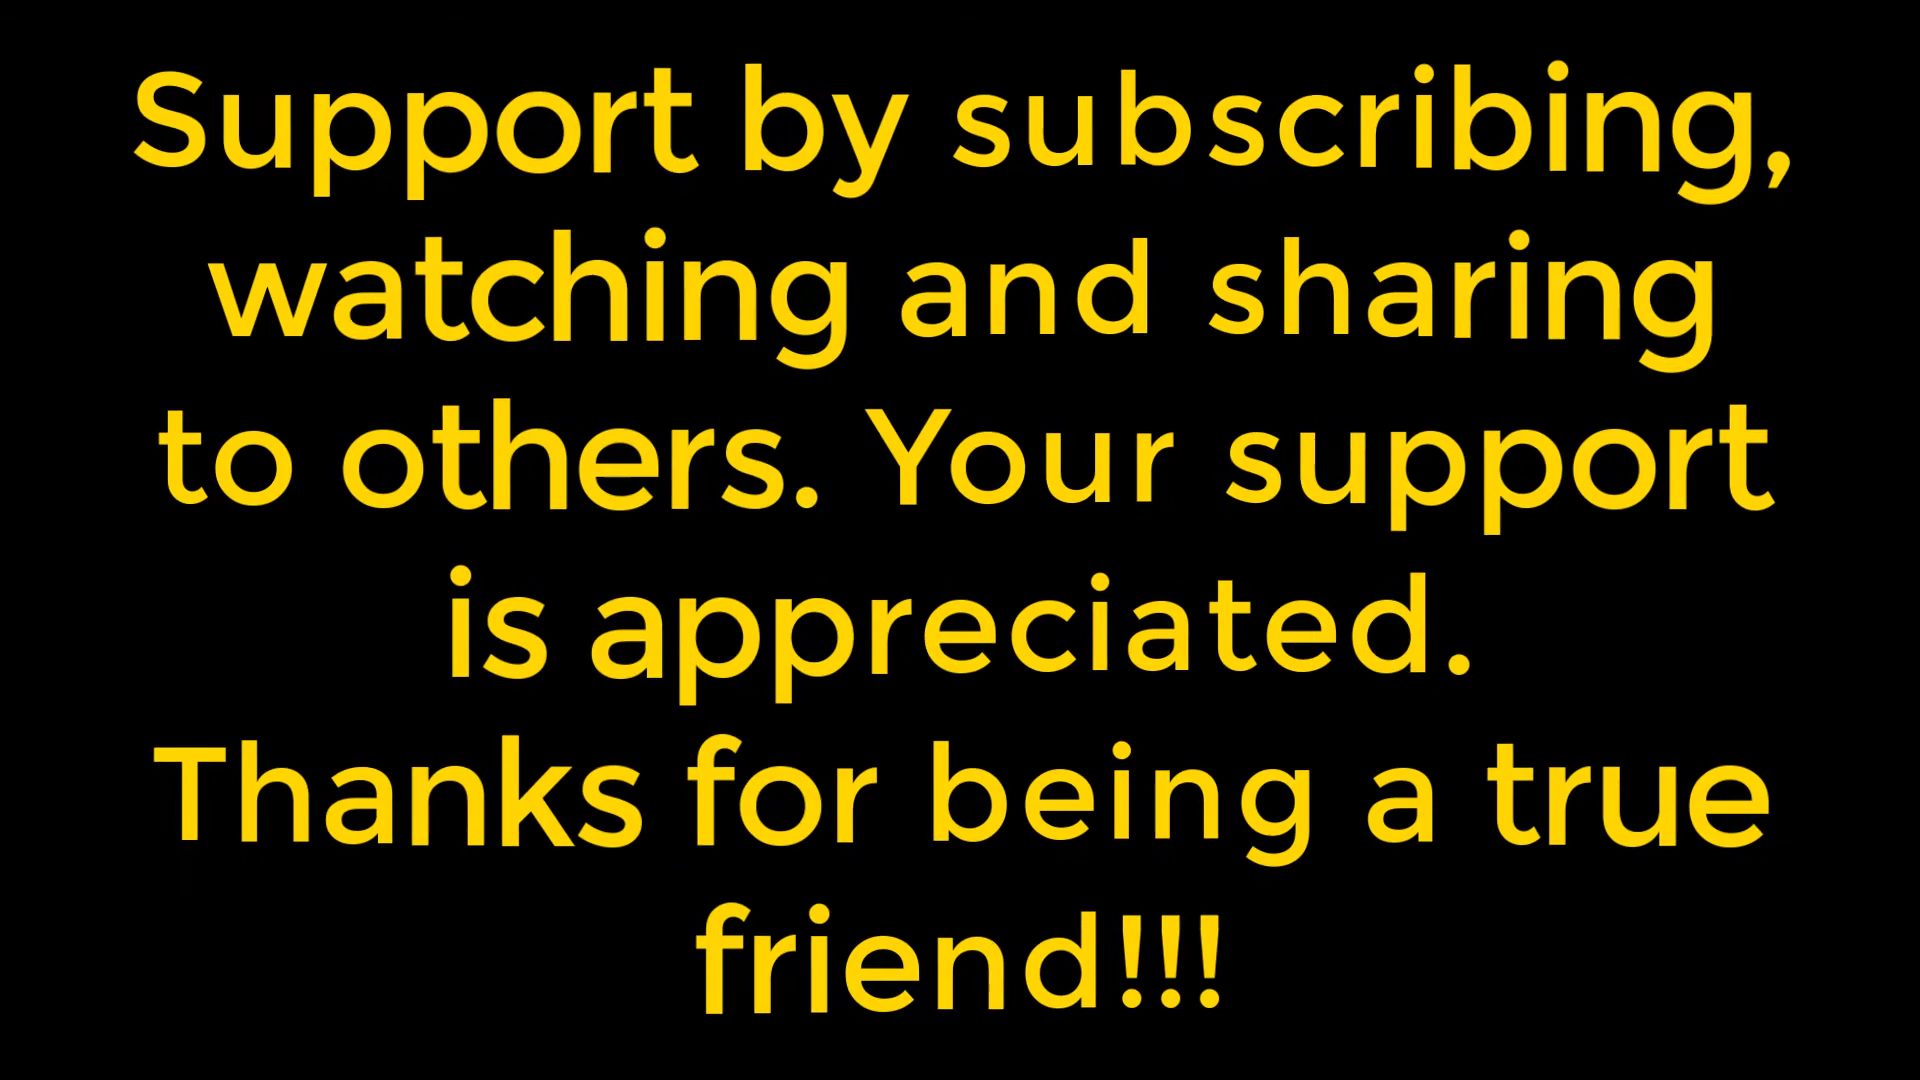 Support by subscribing,
watching and sharing
to others. Your support
is appreciated.
Thanks for being a true
friend!!!